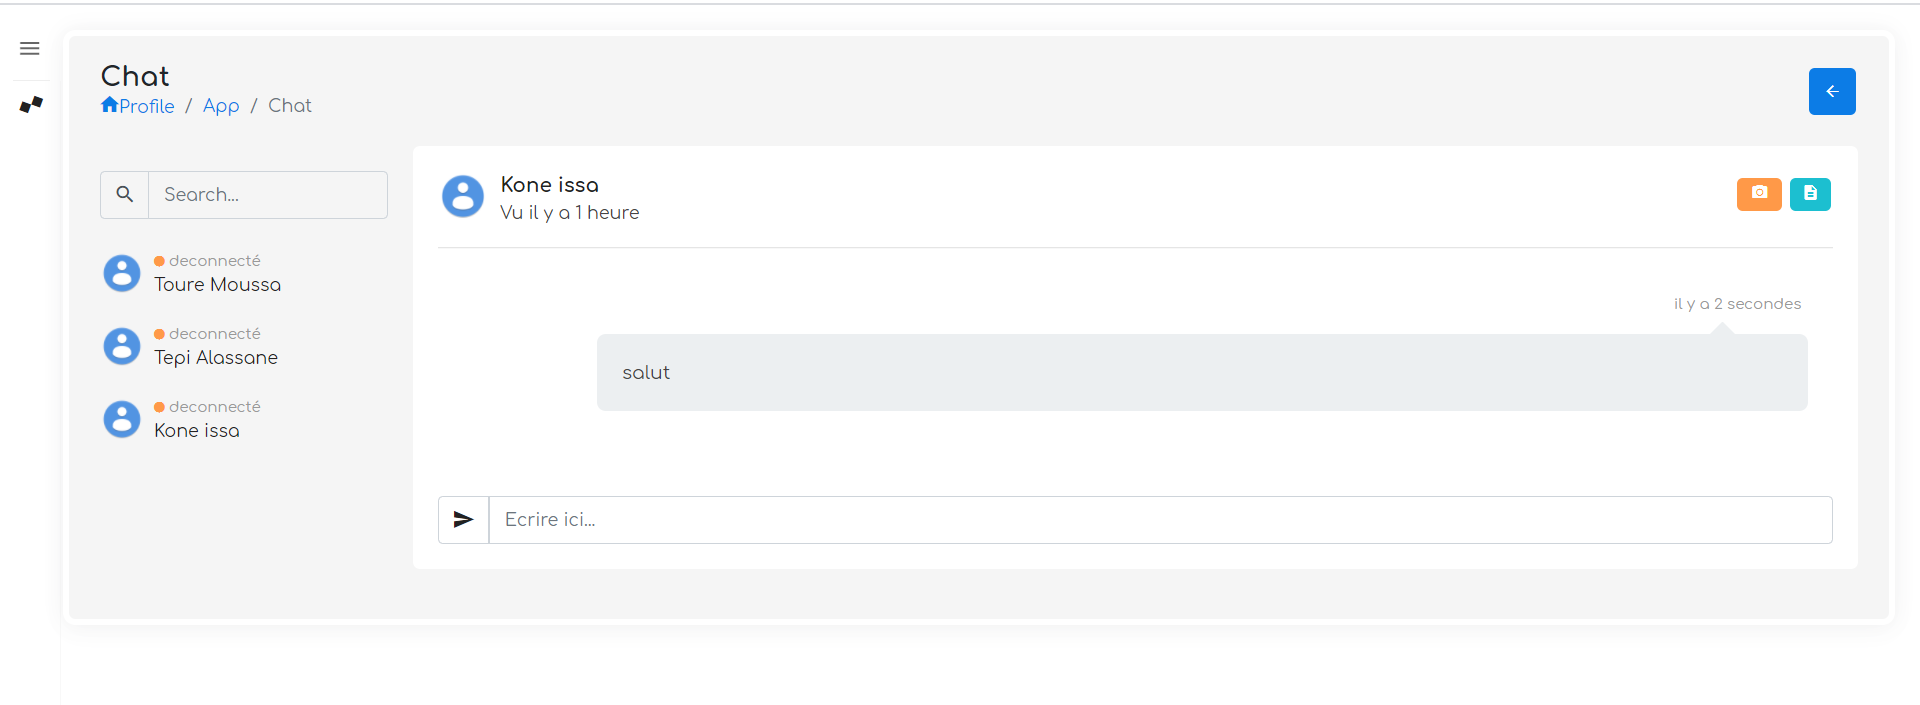 Chat
Profile / App / Chat
Search...
deconnecté
Toure Moussa
deconnecté
Tepi Alassane
deconnecté
Kone issa
Kone issa
Vu il y a 1 heure
il y a 2 secondes
salut
Ecrire ici...